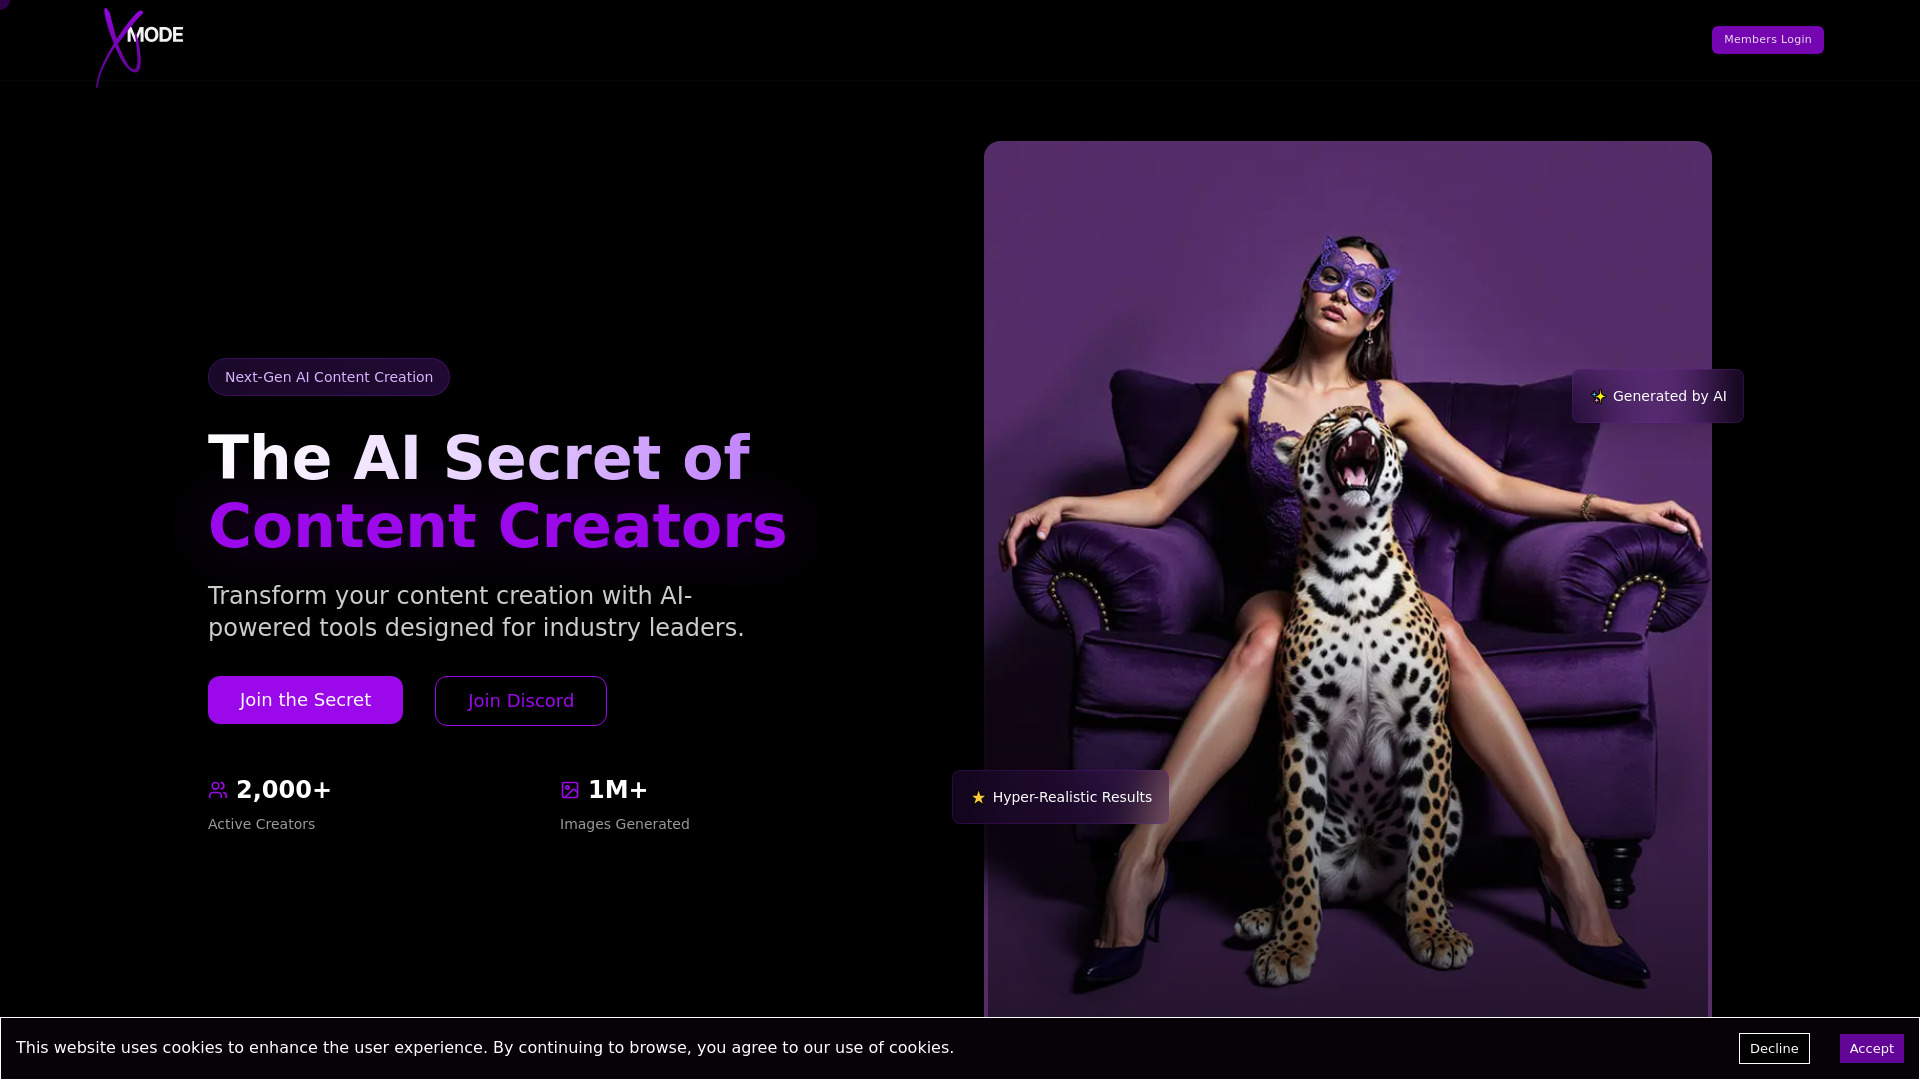 X MODE
Members Login
Next-Gen AI Content Creation
The AI Secret of
Content Creators
Transform your content creation with AI-
powered tools designed for industry leaders.
Join the Secret
Join Discord
2,000+
Active Creators
1M+
Images Generated
✨ Generated by AI
★ Hyper-Realistic Results
This website uses cookies to enhance the user experience. By continuing to browse, you agree to our use of cookies.
Decline
Accept